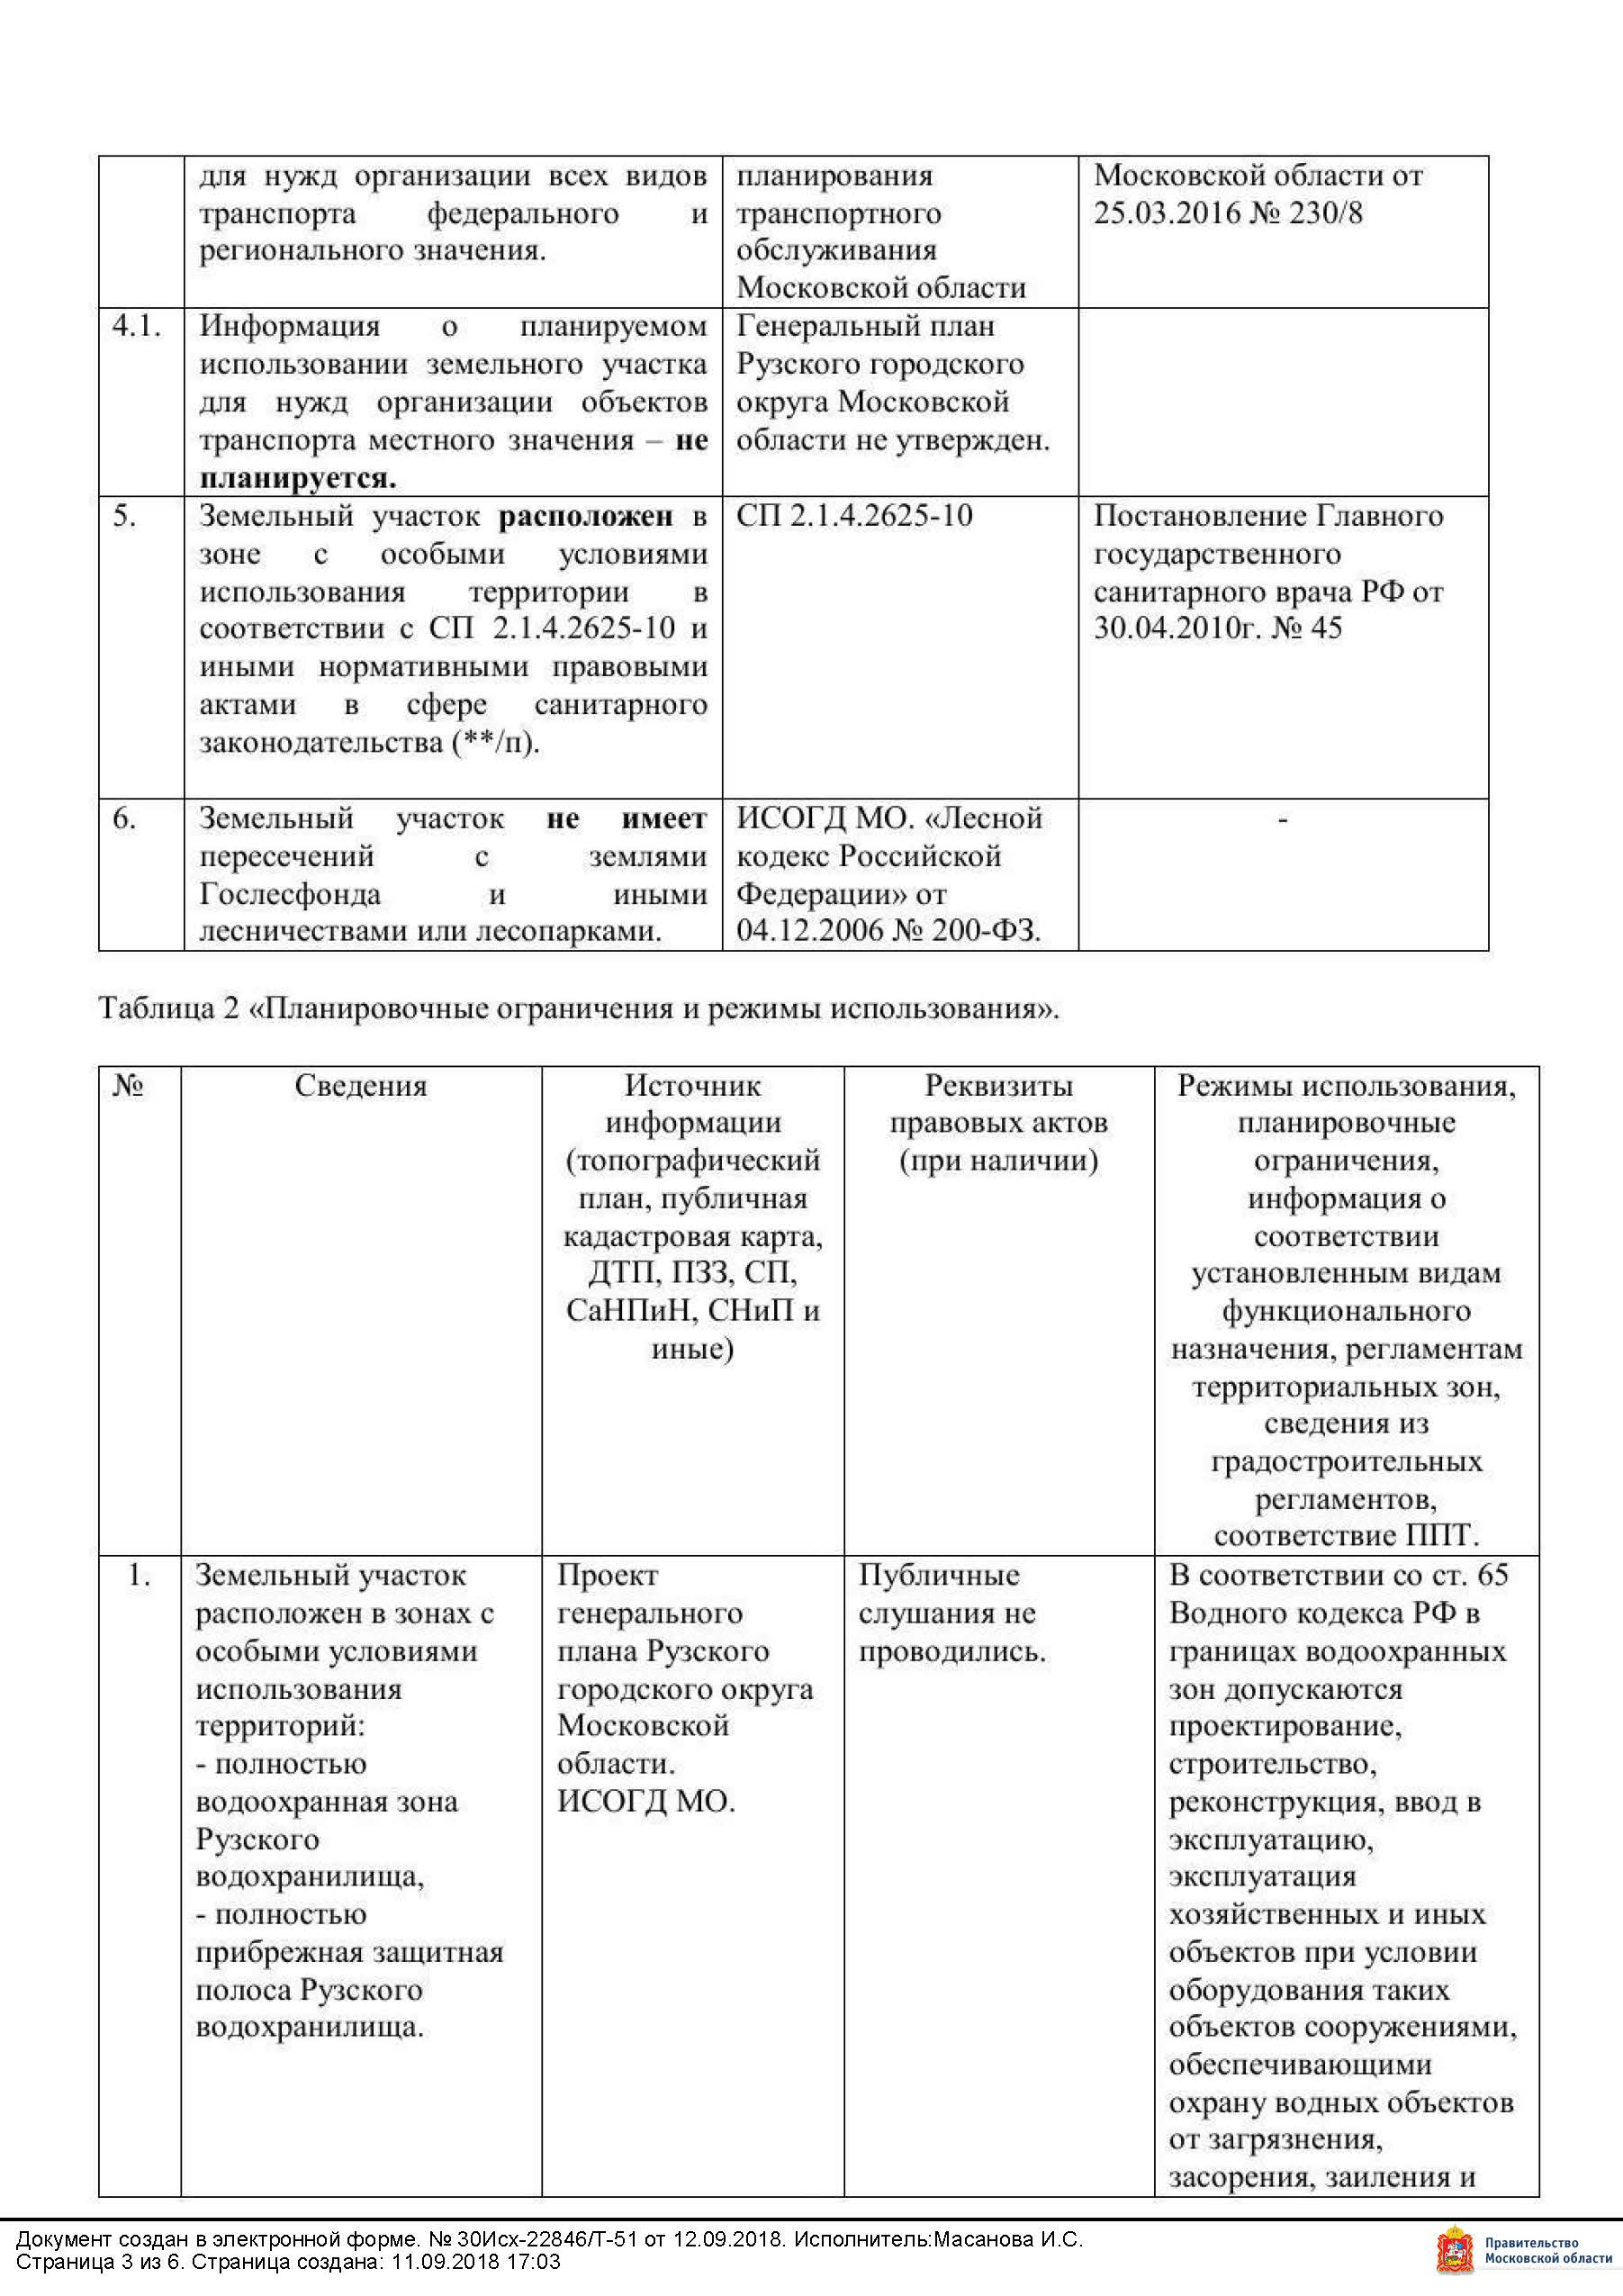 для нужд организации всех видов
транспорта федерального и
регионального значения.
планирования
транспортного
обслуживания
Московской области
Московской области от
25.03.2016 № 230/8
4.1.
Информация о планируемом
использовании земельного участка
для нужд организации объектов
транспорта местного значения – не
планируется.
Генеральный план
Рузского городского
округа Московской
области не утвержден.
5.
Земельный участок расположен в
зоне с особыми условиями
использования территории в
соответствии с СП 2.1.4.2625-10 и
иными нормативными правовыми
актами в сфере санитарного
законодательства (**/п).
СП 2.1.4.2625-10
Постановление Главного
государственного
санитарного врача РФ от
30.04.2010г. № 45
6.
Земельный участок не имеет
пересечений с землями
Гослесфонда и иными
лесничествами или лесопарками.
ИСОГД МО. «Лесной
кодекс Российской
Федерации» от
04.12.2006 № 200-ФЗ.
-
Таблица 2 «Планировочные ограничения и режимы использования».
№
Сведения
Источник
информации
(топографический
план, публичная
кадастровая карта,
ДТП, ПЗЗ, СП,
СаНПиН, СНиП и
иные)
Реквизиты
правовых актов
(при наличии)
Режимы использования,
планировочные
ограничения,
информация о
соответствии
установленным видам
функционального
назначения, регламентам
территориальных зон,
сведения из
градостроительных
регламентов,
соответствие ППТ.
1.
Земельный участок
расположен в зонах с
особыми условиями
использования
территорий:
- полностью
водоохранная зона
Рузского
водохранилища,
- полностью
прибрежная защитная
полоса Рузского
водохранилища.
Проект
генерального
плана Рузского
городского округа
Московской
области.
ИСОГД МО.
Публичные
слушания не
проводились.
В соответствии со ст. 65
Водного кодекса РФ в
границах водоохранных
зон допускаются
проектирование,
строительство,
реконструкция, ввод в
эксплуатацию,
эксплуатация
хозяйственных и иных
объектов при условии
оборудования таких
объектов сооружениями,
обеспечивающими
охрану водных объектов
от загрязнения,
засорения, заиления и
Документ создан в электронной форме. № 30Исх-22846/Т-51 от 12.09.2018. Исполнитель:Масанова И.С.
Страница 3 из 6. Страница создана: 11.09.2018 17:03
Правительство
Московской области